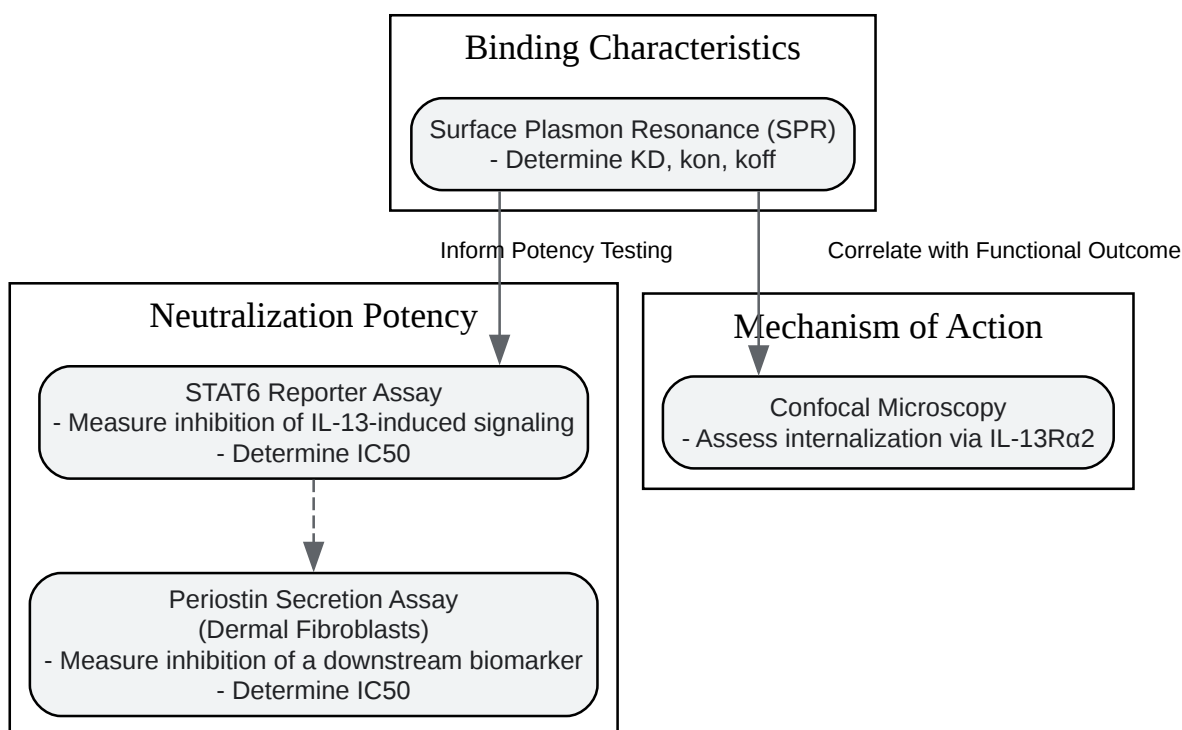 Binding Characteristics
Surface Plasmon Resonance (SPR)
- Determine KD, kon, koff
Inform Potency Testing
Correlate with Functional Outcome
Neutralization Potency
STAT6 Reporter Assay
- Measure inhibition of IL-13-induced signaling
- Determine IC50
Periostin Secretion Assay
(Dermal Fibroblasts)
- Measure inhibition of a downstream biomarker
- Determine IC50
Mechanism of Action
Confocal Microscopy
- Assess internalization via IL-13Rα2